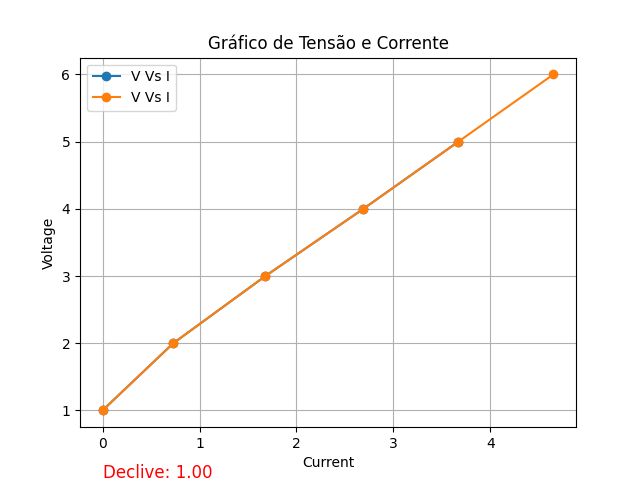 Gráfico de Tensão e Corrente
V Vs I
V Vs I
6
5
4
3
2
1
Voltage
0 1 2 3 4
Current
Declive: 1.00